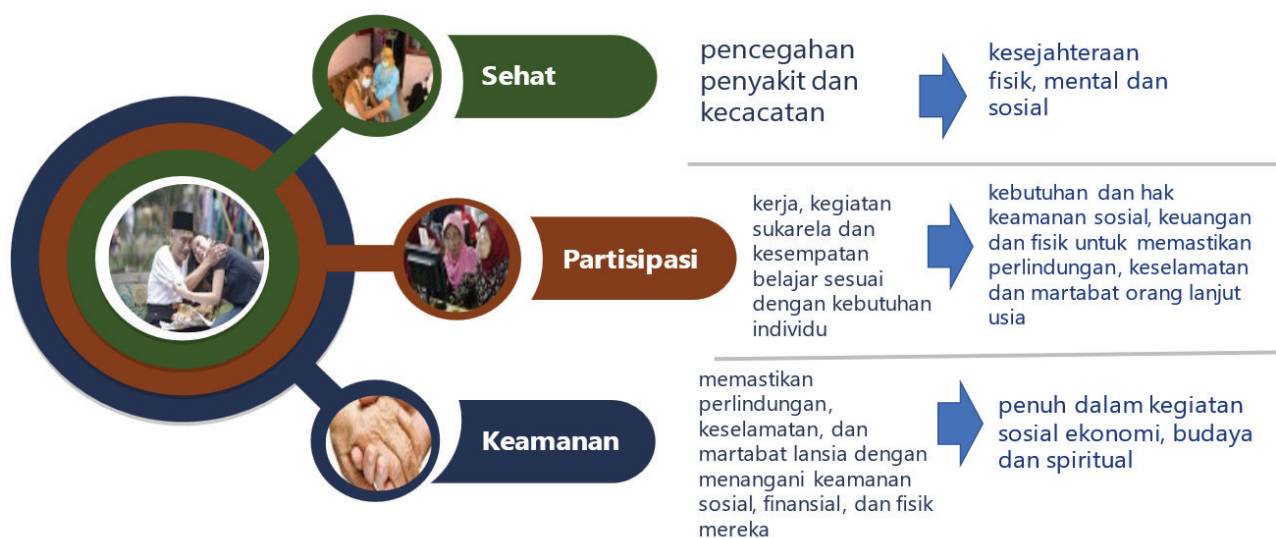 Sehat
pencegahan
penyakit dan
kecacatan
kesejahteraan
fisik, mental dan
sosial
Partisipasi
kerja, kegiatan
sukarela dan
kesempatan
belajar sesuai
dengan kebutuhan
individu
kebutuhan dan hak
keamanan sosial, keuangan
dan fisik untuk memastikan
perlindungan, keselamatan
dan martabat orang lanjut
usia
Keamanan
memastikan
perlindungan,
keselamatan, dan
martabat lansia dengan
menangani keamanan
sosial, finansial, dan fisik
mereka
penuh dalam kegiatan
sosial ekonomi, budaya
dan spiritual